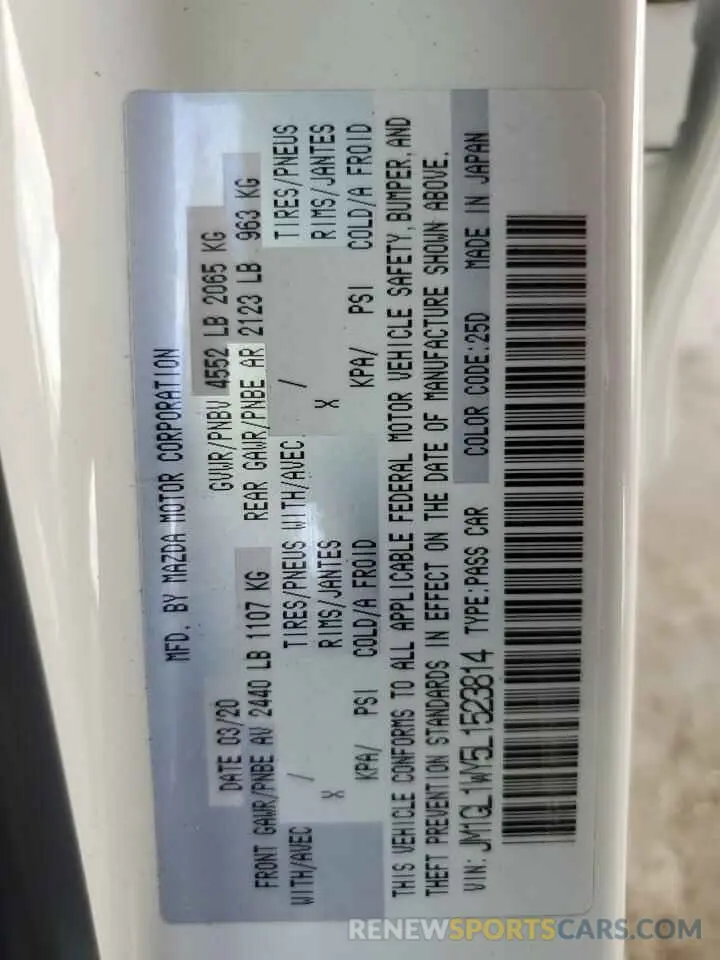 MFD. BY MAZDA MOTOR CORPORATION
DATE 03/20 GVWR/PNBV 4552 LB 2065 KG
FRONT GAWR/PNBE AV 2440 LB 1107 KG REAR GAWR/PNBE AR 2123 LB 963 KG
WITH/AVEC / TIRES/PNEUS WITH/AVEC / TIRES/PNEUS
X RIMS/JANTES X RIMS/JANTES
KPA/ PSI COLD/A FROID KPA/ PSI COLD/A FROID
THIS VEHICLE CONFORMS TO ALL APPLICABLE FEDERAL MOTOR VEHICLE SAFETY, BUMPER, AND
THEFT PREVENTION STANDARDS IN EFFECT ON THE DATE OF MANUFACTURE SHOWN ABOVE.
VIN: JM1GL1WY5L1523814 TYPE:PASS CAR COLOR CODE:25D MADE IN JAPAN
RENEWSPORTSCARS.COM